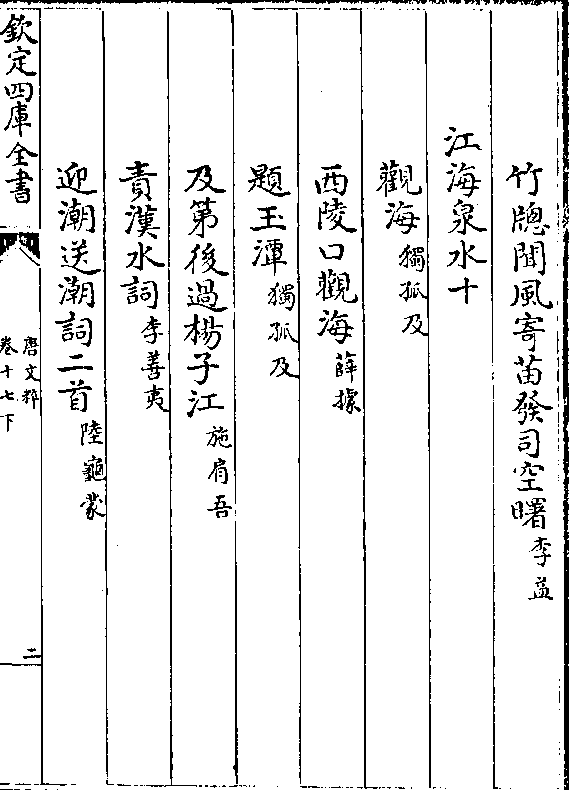 竹牎聞風寄苗發司空曙李益
江海泉水十
觀海獨孤及
西陵口觀海薛據
題玉潭獨孤及
及第後過楊子江施肩吾
責漢水詞李善夷
迎潮送潮詞二首陸龜蒙
欽定四庫全書
唐文粹
卷十七下
二